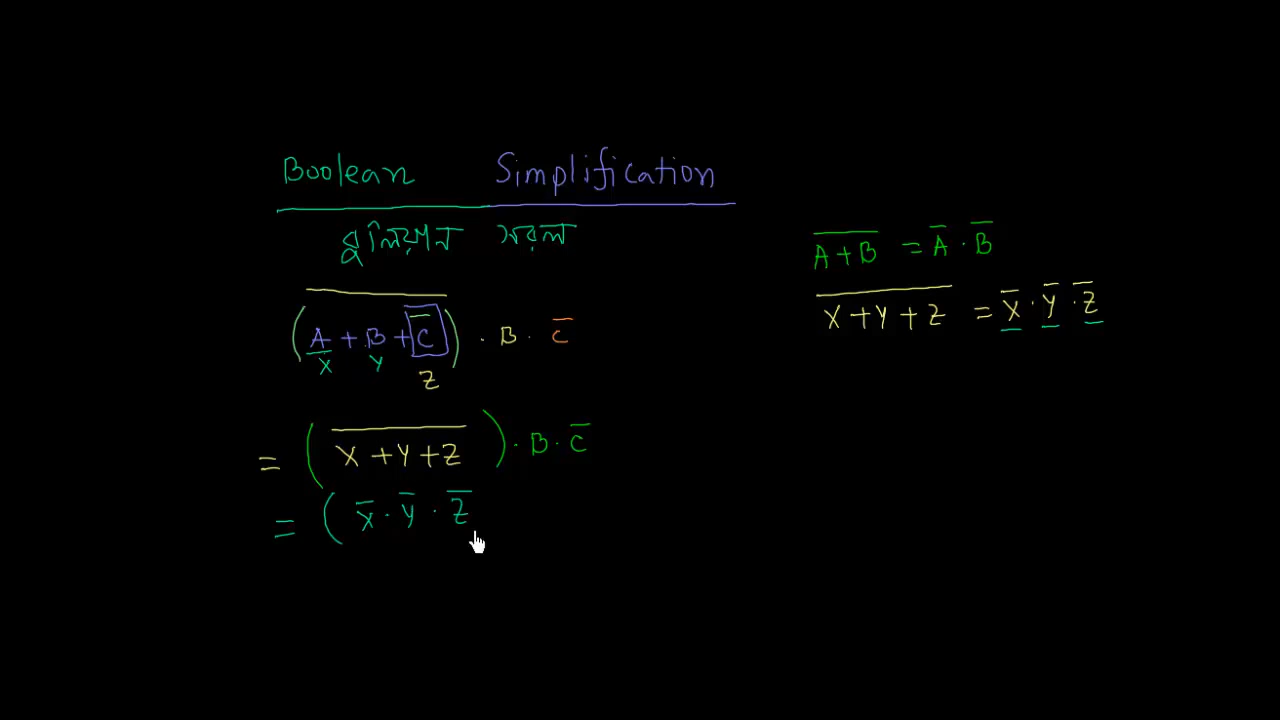 Boolean Simplification
বুলিয়ান সরল
(A̅ ̅+̅ ̅B̅ ̅+̅ ̅C̅̅) · B · C̅
X Y
Z
= (X̅ ̅+̅ ̅Y̅ ̅+̅ ̅Z̅) · B · C̅
= (X̅ · Y̅ · Z̅
A̅ ̅+̅ ̅B̅ = A̅ · B̅
X̅ ̅+̅ ̅Y̅ ̅+̅ ̅Z̅ = X̅ · Y̅ · Z̅